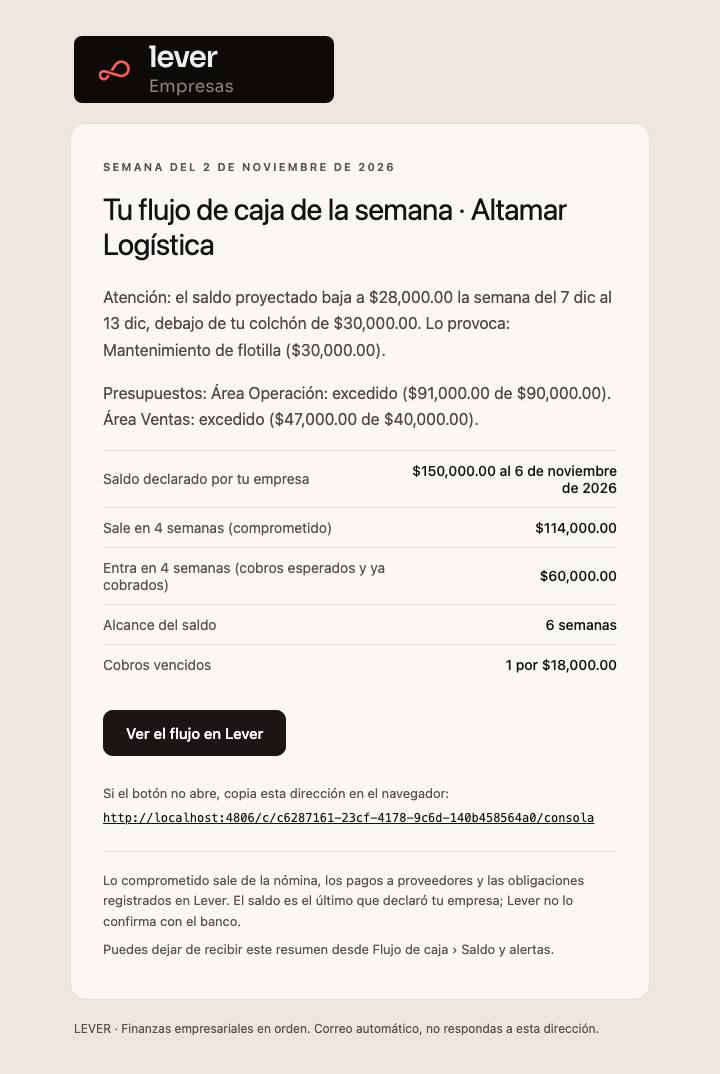 lever
Empresas
SEMANA DEL 2 DE NOVIEMBRE DE 2026
Tu flujo de caja de la semana · Altamar
Logística
Atención: el saldo proyectado baja a $28,000.00 la semana del 7 dic al
13 dic, debajo de tu colchón de $30,000.00. Lo provoca:
Mantenimiento de flotilla ($30,000.00).
Presupuestos: Área Operación: excedido ($91,000.00 de $90,000.00).
Área Ventas: excedido ($47,000.00 de $40,000.00).
Saldo declarado por tu empresa
$150,000.00 al 6 de noviembre
de 2026
Sale en 4 semanas (comprometido)
$114,000.00
Entra en 4 semanas (cobros esperados y ya
cobrados)
$60,000.00
Alcance del saldo
6 semanas
Cobros vencidos
1 por $18,000.00
Ver el flujo en Lever
Si el botón no abre, copia esta dirección en el navegador:
http://localhost:4806/c/c6287161-23cf-4178-9c6d-140b458564a0/consola
Lo comprometido sale de la nómina, los pagos a proveedores y las obligaciones
registrados en Lever. El saldo es el último que declaró tu empresa; Lever no lo
confirma con el banco.
Puedes dejar de recibir este resumen desde Flujo de caja › Saldo y alertas.
LEVER · Finanzas empresariales en orden. Correo automático, no respondas a esta dirección.